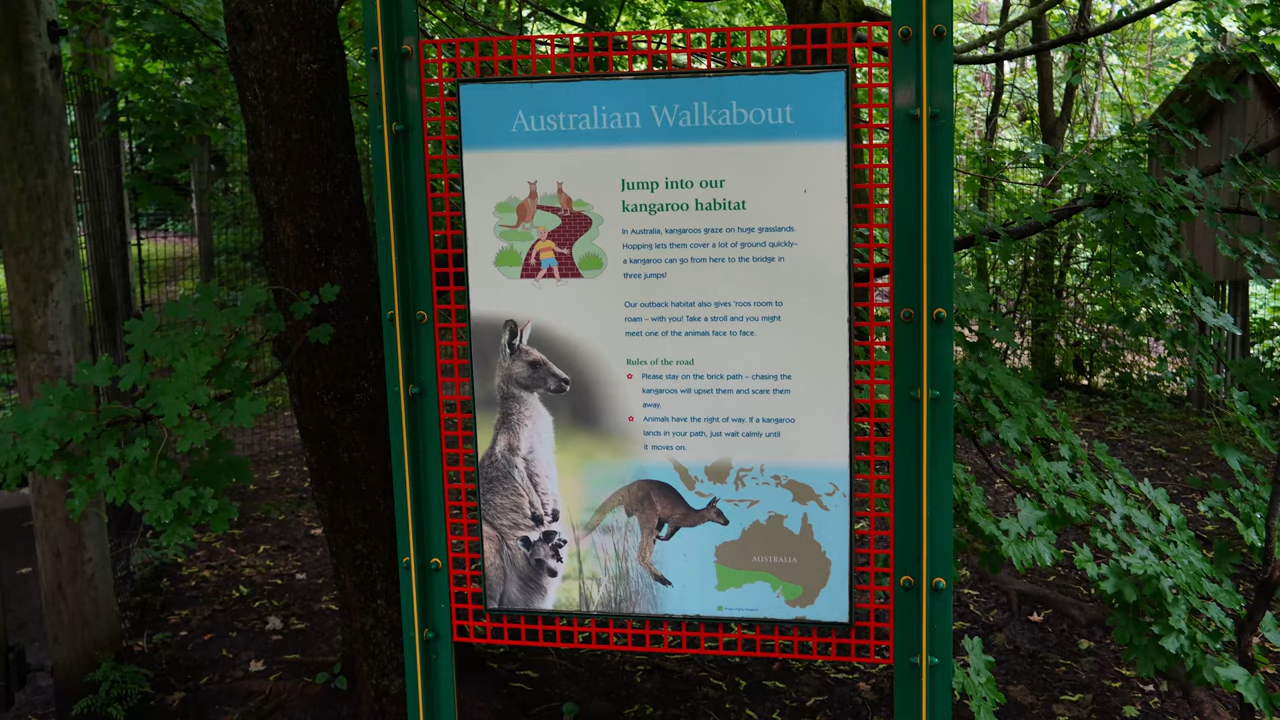 Australian Walkabout
Jump into our
kangaroo habitat
In Australia, kangaroos graze on huge grasslands.
Hopping lets them cover a lot of ground quickly–
a kangaroo can go from here to the bridge in
three jumps!
Our outback habitat also gives 'roos room to
roam – with you! Take a stroll and you might
meet one of the animals face to face.
Rules of the road
Please stay on the brick path – chasing the
kangaroos will upset them and scare them
away.
Animals have the right of way. If a kangaroo
lands in your path, just wait calmly until
it moves on.
AUSTRALIA